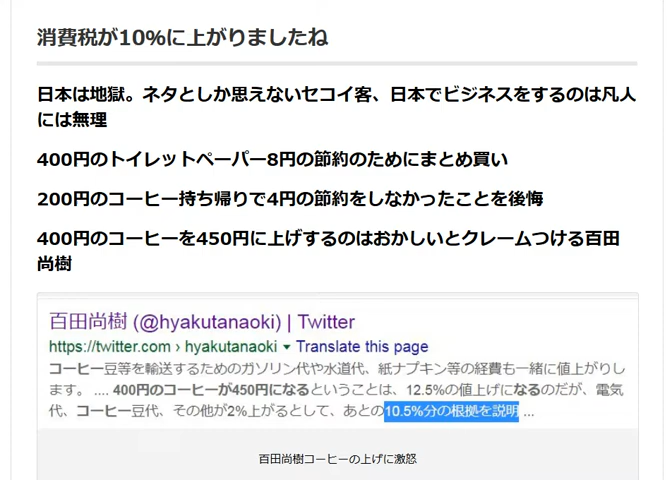 消費税が10%に上がりましたね
日本は地獄。ネタとしか思えないセコイ客、日本でビジネスをするのは凡人
には無理
400円のトイレットペーパー8円の節約のためにまとめ買い
200円のコーヒー持ち帰りで4円の節約をしなかったことを後悔
400円のコーヒーを450円に上げするのはおかしいとクレームつける百田
尚樹
百田尚樹 (@hyakutanaoki) | Twitter
https://twitter.com › hyakutanaoki ▾ Translate this page
コーヒー豆等を輸送するためのガソリン代や水道代、紙ナプキン等の経費も一緒に値上がりし
ます。 .... 400円のコーヒーが450円になるということは、12.5%の値上げになるのだが、電気
代、コーヒー豆代、その他が2%上がるとして、あとの10.5%分の根拠を説明 ...
百田尚樹コーヒーの上げに激怒